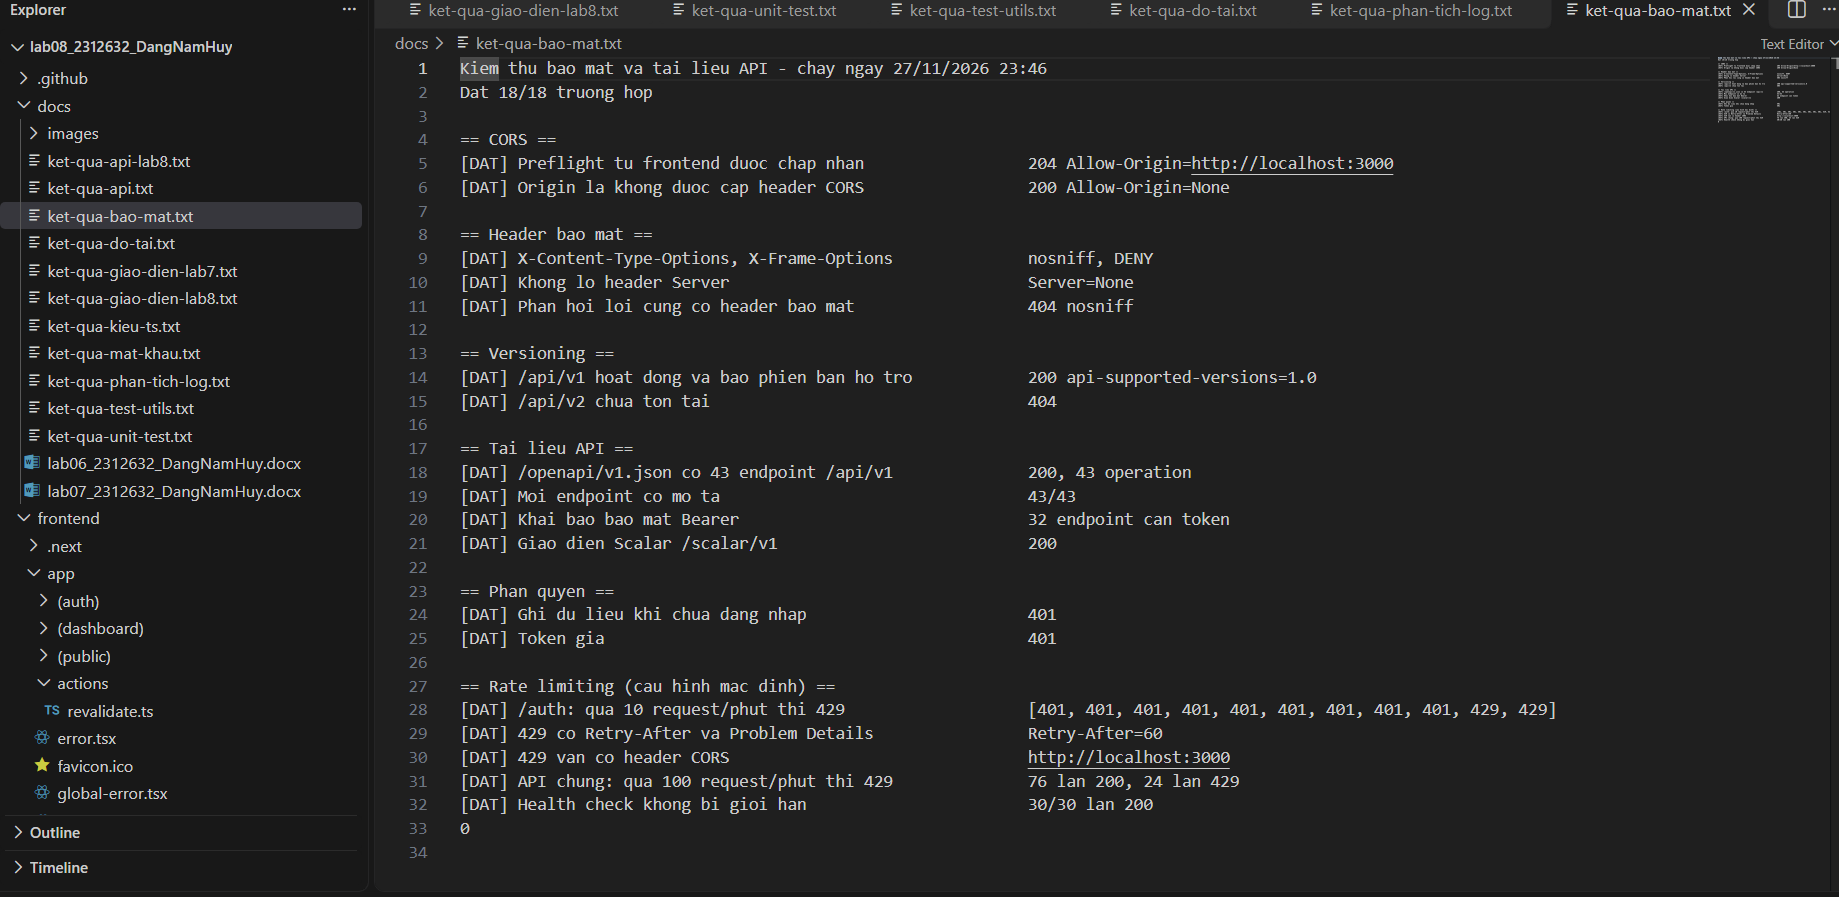 Explorer
lab08_2312632_DangNamHuy
.github
docs
images
ket-qua-api-lab8.txt
ket-qua-api.txt
ket-qua-bao-mat.txt
ket-qua-do-tai.txt
ket-qua-giao-dien-lab7.txt
ket-qua-giao-dien-lab8.txt
ket-qua-kieu-ts.txt
ket-qua-mat-khau.txt
ket-qua-phan-tich-log.txt
ket-qua-test-utils.txt
ket-qua-unit-test.txt
lab06_2312632_DangNamHuy.docx
lab07_2312632_DangNamHuy.docx
frontend
.next
app
(auth)
(dashboard)
(public)
actions
TS revalidate.ts
error.tsx
favicon.ico
global-error.tsx
Outline
Timeline
ket-qua-giao-dien-lab8.txt ket-qua-unit-test.txt ket-qua-test-utils.txt ket-qua-do-tai.txt ket-qua-phan-tich-log.txt ket-qua-bao-mat.txt
docs > ket-qua-bao-mat.txt
Text Editor
1 Kiem thu bao mat va tai lieu API - chay ngay 27/11/2026 23:46
2 Dat 18/18 truong hop
3
4 == CORS ==
5 [DAT] Preflight tu frontend duoc chap nhan 204 Allow-Origin=http://localhost:3000
6 [DAT] Origin la khong duoc cap header CORS 200 Allow-Origin=None
7
8 == Header bao mat ==
9 [DAT] X-Content-Type-Options, X-Frame-Options nosniff, DENY
10 [DAT] Khong lo header Server Server=None
11 [DAT] Phan hoi loi cung co header bao mat 404 nosniff
12
13 == Versioning ==
14 [DAT] /api/v1 hoat dong va bao phien ban ho tro 200 api-supported-versions=1.0
15 [DAT] /api/v2 chua ton tai 404
16
17 == Tai lieu API ==
18 [DAT] /openapi/v1.json co 43 endpoint /api/v1 200, 43 operation
19 [DAT] Moi endpoint co mo ta 43/43
20 [DAT] Khai bao bao mat Bearer 32 endpoint can token
21 [DAT] Giao dien Scalar /scalar/v1 200
22
23 == Phan quyen ==
24 [DAT] Ghi du lieu khi chua dang nhap 401
25 [DAT] Token gia 401
26
27 == Rate limiting (cau hinh mac dinh) ==
28 [DAT] /auth: qua 10 request/phut thi 429 [401, 401, 401, 401, 401, 401, 401, 401, 401, 429, 429]
29 [DAT] 429 co Retry-After va Problem Details Retry-After=60
30 [DAT] 429 van co header CORS http://localhost:3000
31 [DAT] API chung: qua 100 request/phut thi 429 76 lan 200, 24 lan 429
32 [DAT] Health check khong bi gioi han 30/30 lan 200
33 0
34